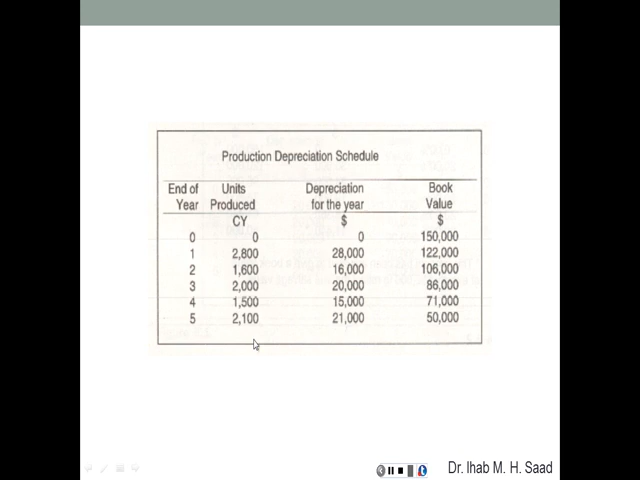 Production Depreciation Schedule
End of Units Depreciation Book
Year Produced for the year Value
CY $ $
0 0 0 150,000
1 2,800 28,000 122,000
2 1,600 16,000 106,000
3 2,000 20,000 86,000
4 1,500 15,000 71,000
5 2,100 21,000 50,000
Dr. Ihab M. H. Saad